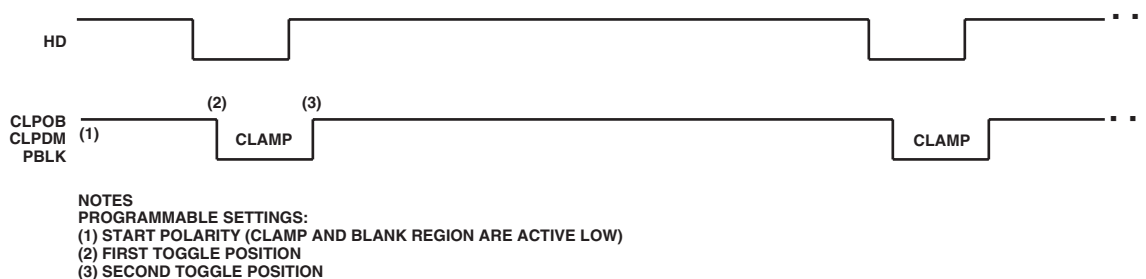 HD
(2) (3)
CLPOB
CLPDM (1) CLAMP CLAMP
PBLK
NOTES
PROGRAMMABLE SETTINGS:
(1) START POLARITY (CLAMP AND BLANK REGION ARE ACTIVE LOW)
(2) FIRST TOGGLE POSITION
(3) SECOND TOGGLE POSITION